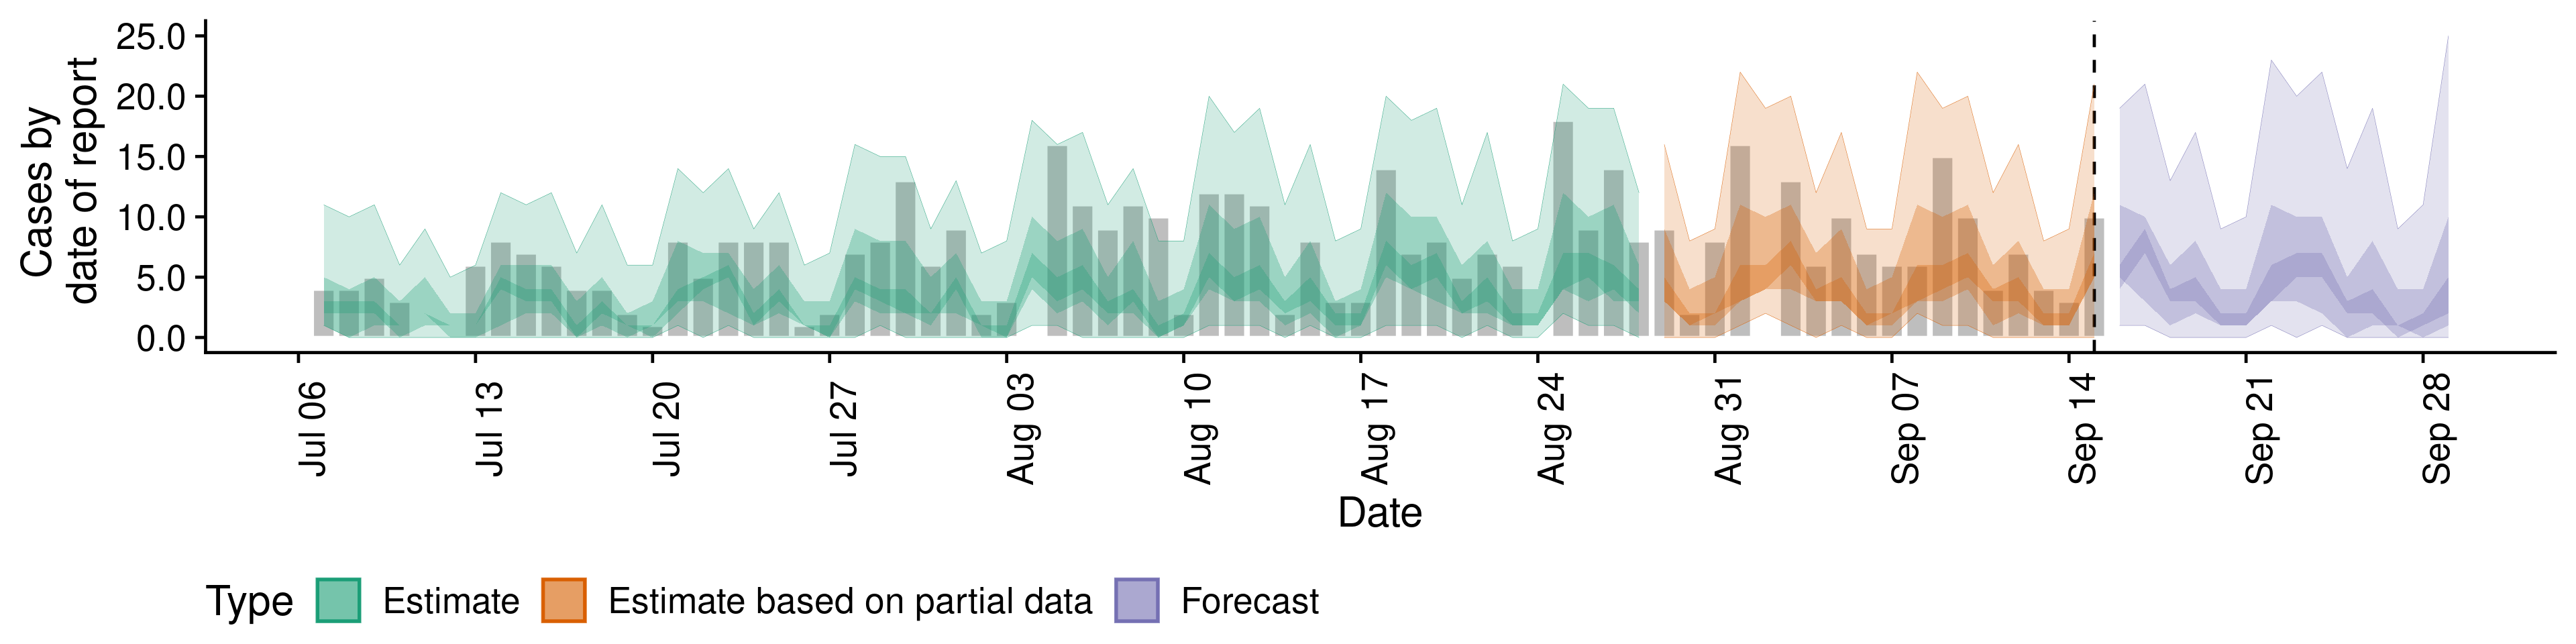 Cases by
date of report
25.0
20.0
15.0
10.0
5.0
0.0
Jul 06
Jul 13
Jul 20
Jul 27
Aug 03
Aug 10
Aug 17
Aug 24
Aug 31
Sep 07
Sep 14
Sep 21
Sep 28
Date
Type Estimate Estimate based on partial data Forecast